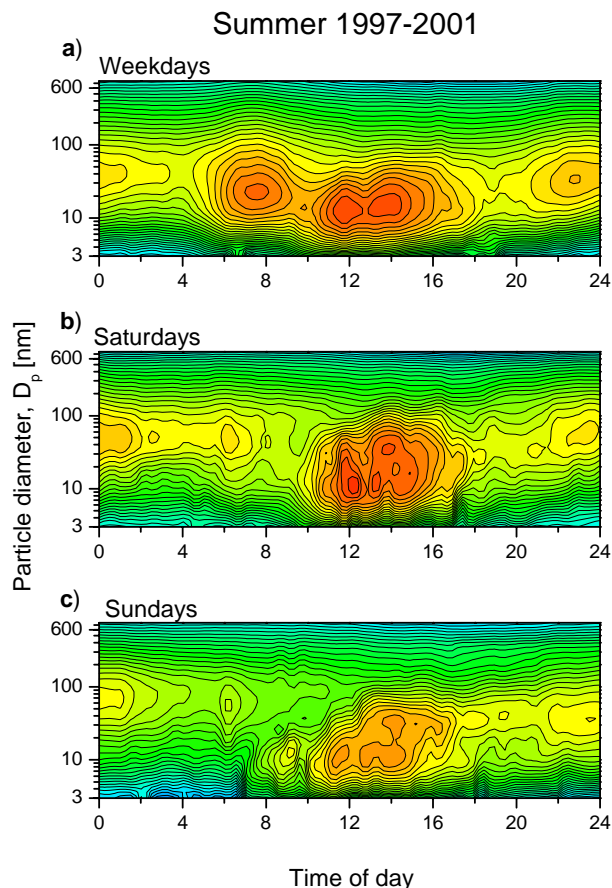 Summer 1997-2001
a) Weekdays
600
100
10
3
0 4 8 12 16 20 24
b) Saturdays
600
100
10
3
0 4 8 12 16 20 24
Particle diameter, Dp [nm]
c) Sundays
600
100
10
3
0 4 8 12 16 20 24
Time of day